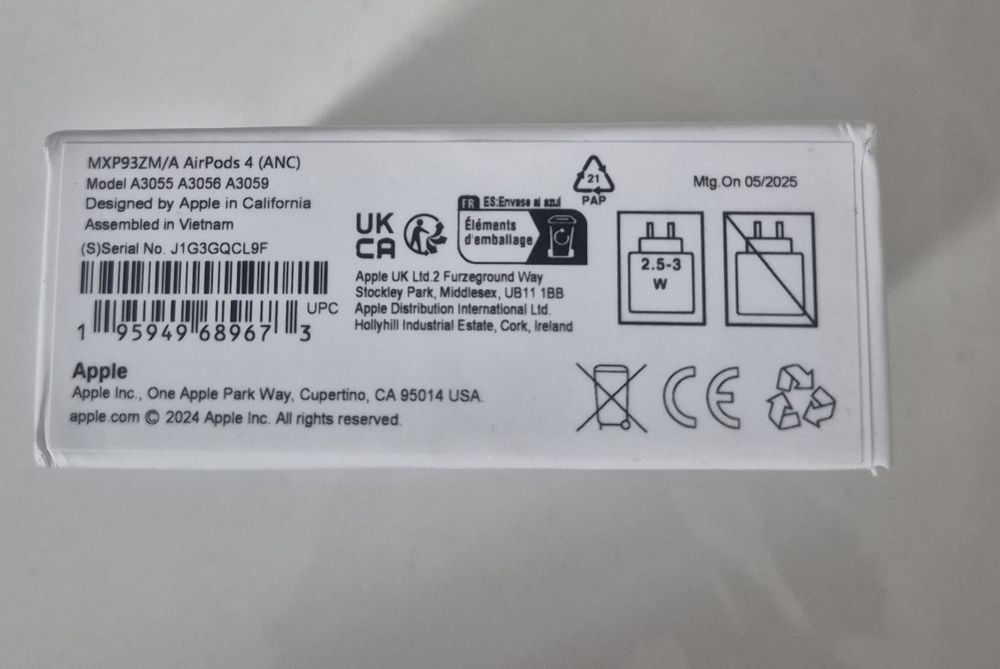 MXP93ZM/A AirPods 4 (ANC)
Model A3055 A3056 A3059
Designed by Apple in California
Assembled in Vietnam
(S)Serial No. J1G3GQCL9F
UPC
1 95949 68967 3
UK
CA
FR ES:Envase al azul
Éléments
d'emballage
21
PAP
Mtg.On 05/2025
Apple UK Ltd.2 Furzeground Way
Stockley Park, Middlesex, UB11 1BB
Apple Distribution International Ltd.
Hollyhill Industrial Estate, Cork, Ireland
2.5-3
W
Apple
Apple Inc., One Apple Park Way, Cupertino, CA 95014 USA.
apple.com © 2024 Apple Inc. All rights reserved.
CE